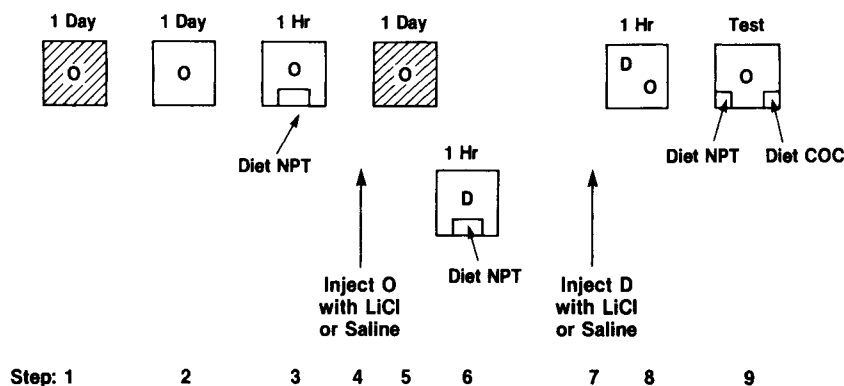 1 Day 1 Day 1 Hr 1 Day 1 Hr Test
O O O O D O O
Diet NPT Diet NPT Diet COC
1 Hr
D
Diet NPT
Inject O
with LiCl
or Saline
Inject D
with LiCl
or Saline
Step: 1 2 3 4 5 6 7 8 9